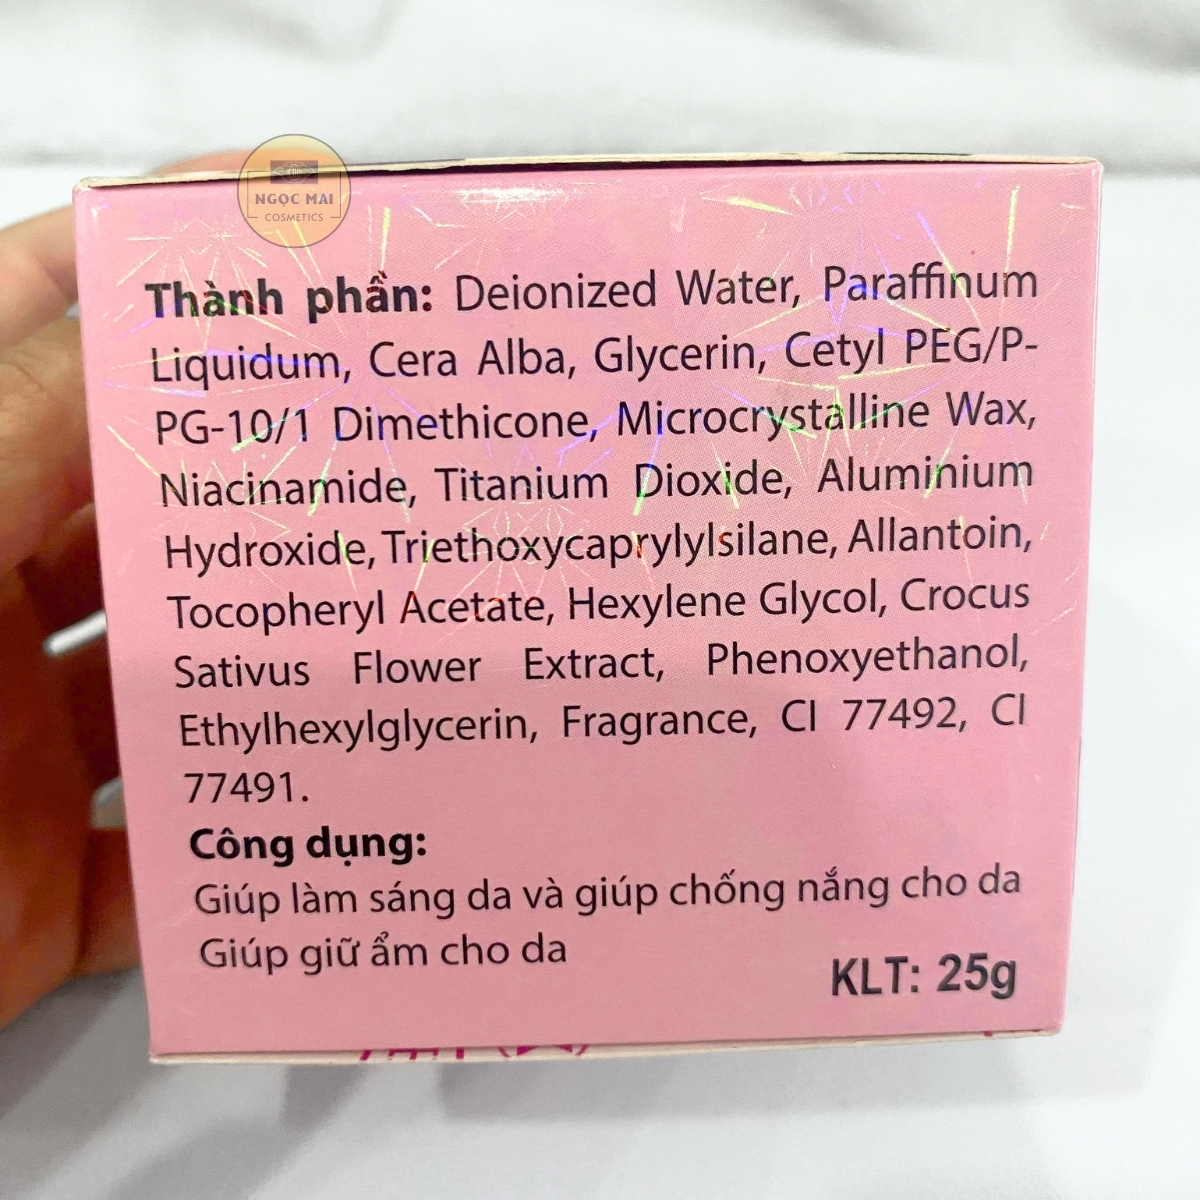 NGỌC MAI
COSMETICS
Thành phần: Deionized Water, Paraffinum
Liquidum, Cera Alba, Glycerin, Cetyl PEG/P-
PG-10/1 Dimethicone, Microcrystalline Wax,
Niacinamide, Titanium Dioxide, Aluminium
Hydroxide, Triethoxycaprylylsilane, Allantoin,
Tocopheryl Acetate, Hexylene Glycol, Crocus
Sativus Flower Extract, Phenoxyethanol,
Ethylhexylglycerin, Fragrance, CI 77492, CI
77491.
Công dụng:
Giúp làm sáng da và giúp chống nắng cho da
Giúp giữ ẩm cho da
KLT: 25g